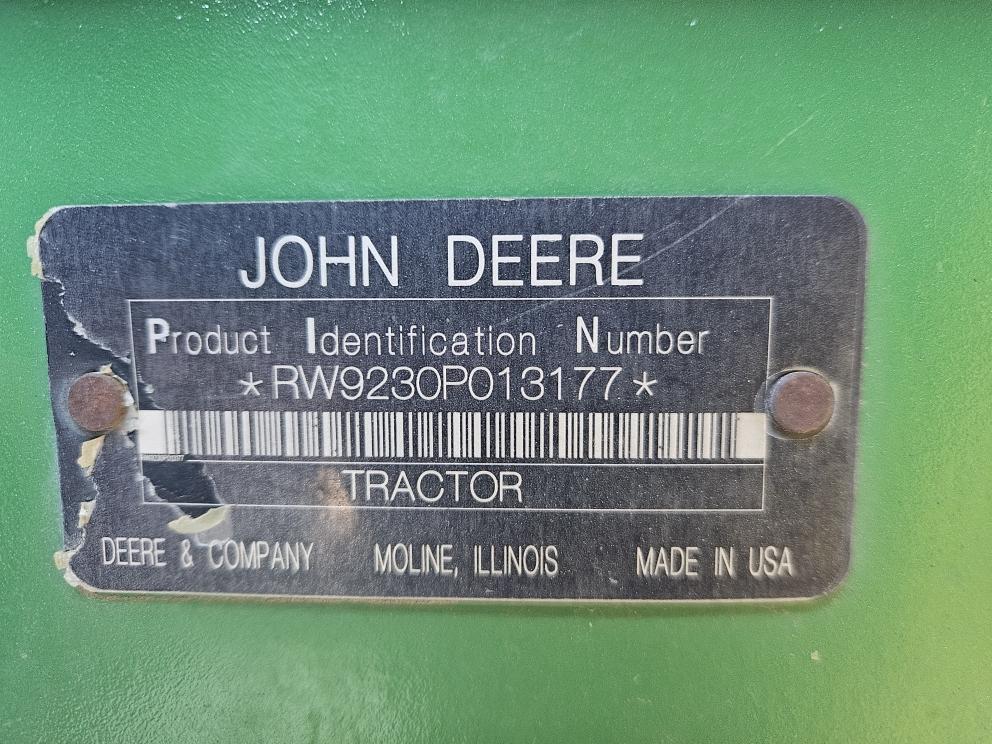 JOHN DEERE
Product Identification Number
*RW9230P013177*
TRACTOR
DEERE & COMPANY MOLINE, ILLINOIS MADE IN USA